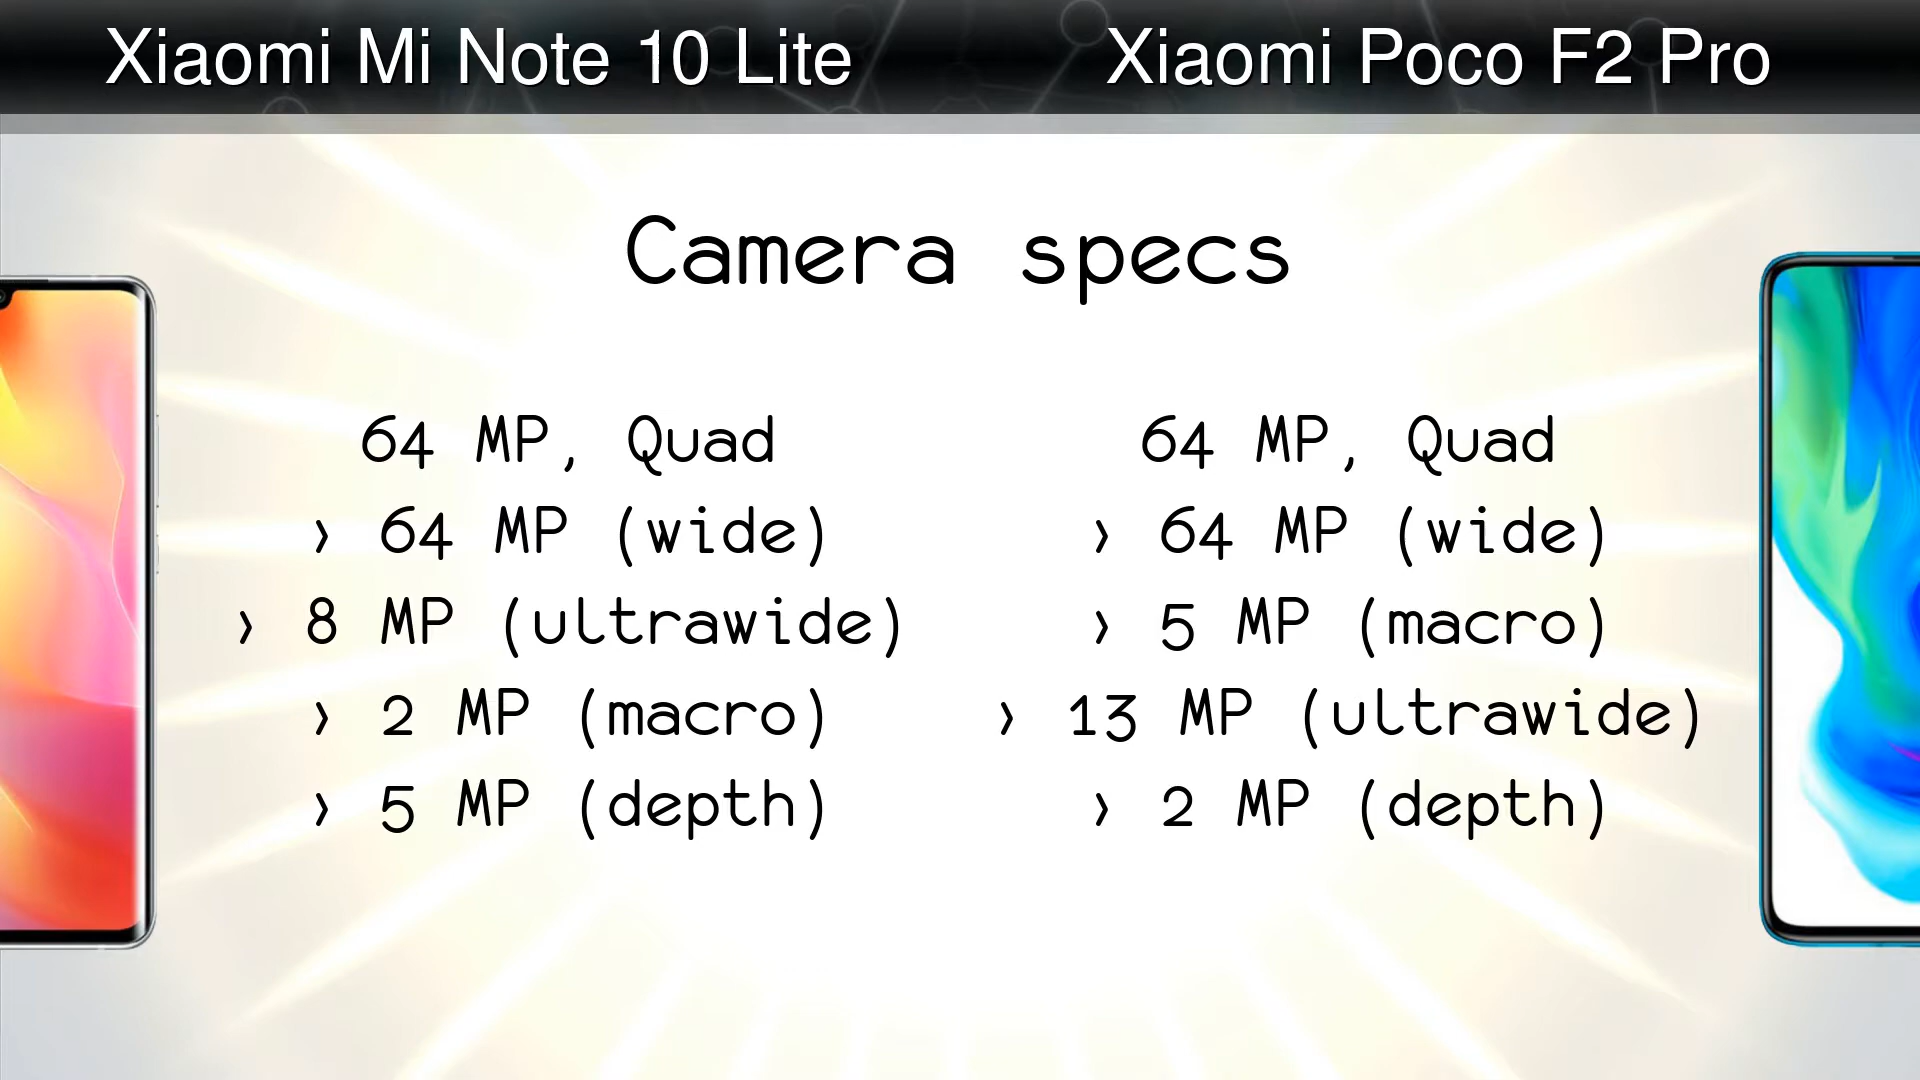 Xiaomi Mi Note 10 Lite
Xiaomi Poco F2 Pro
Camera specs
64 MP, Quad
› 64 MP (wide)
› 8 MP (ultrawide)
› 2 MP (macro)
› 5 MP (depth)
64 MP, Quad
› 64 MP (wide)
› 5 MP (macro)
› 13 MP (ultrawide)
› 2 MP (depth)